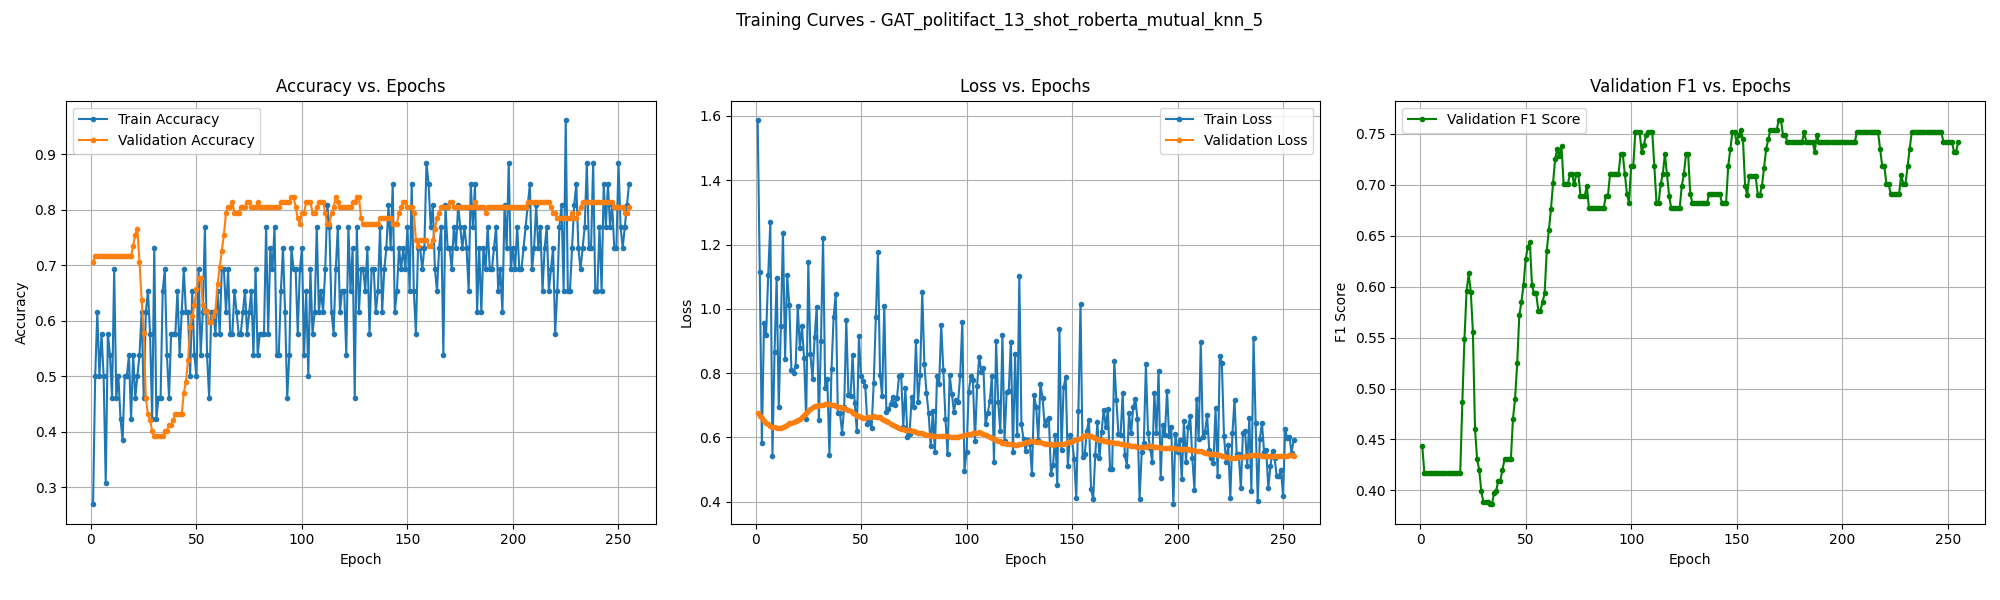 Training Curves - GAT_politifact_13_shot_roberta_mutual_knn_5
Accuracy vs. Epochs
Train Accuracy
Validation Accuracy
Accuracy
0.9
0.8
0.7
0.6
0.5
0.4
0.3
0
50
100
150
200
250
Epoch
Loss vs. Epochs
Train Loss
Validation Loss
Loss
1.6
1.4
1.2
1.0
0.8
0.6
0.4
0
50
100
150
200
250
Epoch
Validation F1 vs. Epochs
Validation F1 Score
F1 Score
0.75
0.70
0.65
0.60
0.55
0.50
0.45
0.40
0
50
100
150
200
250
Epoch